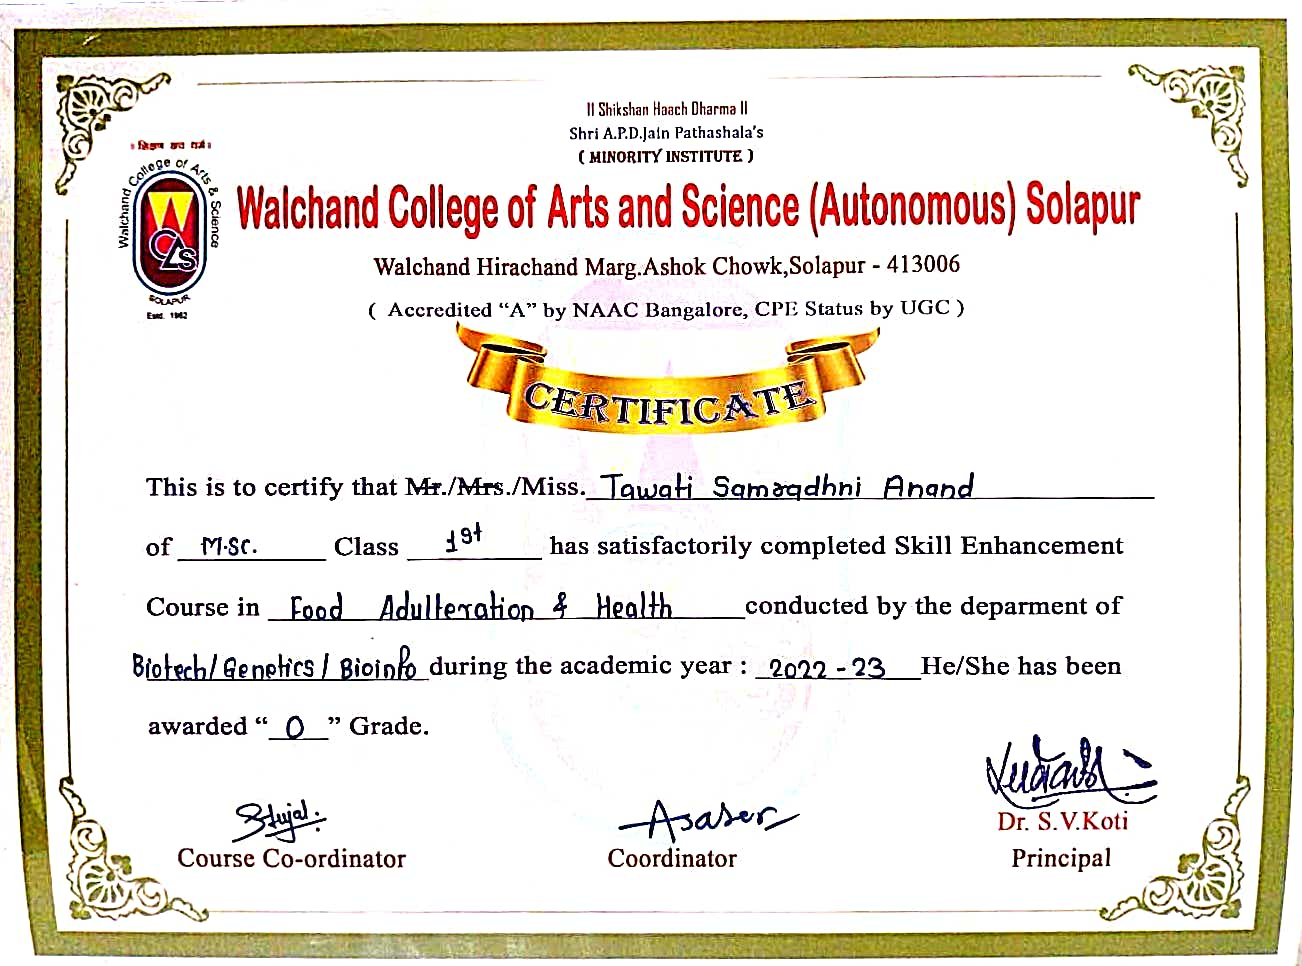 || Shikshan Haach Dharma ||
Shri A.P.D.Jain Pathashala's
( MINORITY INSTITUTE )
Walchand College of Arts & Science
SOLAPUR
Estd. 1962
Walchand College of Arts and Science (Autonomous) Solapur
Walchand Hirachand Marg.Ashok Chowk,Solapur - 413006
( Accredited “A” by NAAC Bangalore, CPE Status by UGC )
CERTIFICATE
This is to certify that Mr./Mrs./Miss. Tawati Samaadhni Anand
of M.Sc. Class 1st has satisfactorily completed Skill Enhancement
Course in Food Adulteration & Health conducted by the deparment of
Biotech/Genetics/Bioinfo during the academic year : 2022-23 He/She has been
awarded “ O ” Grade.
Dr. S.V.Koti
Course Co-ordinator Coordinator Principal